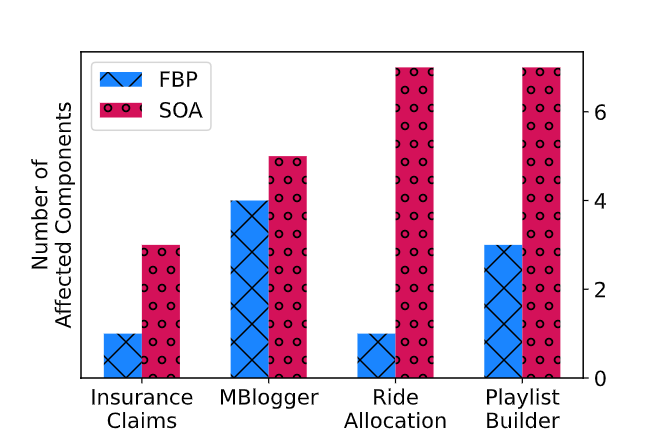 FBP
SOA
Number of
Affected Components
6
4
2
0
Insurance
Claims
MBlogger
Ride
Allocation
Playlist
Builder